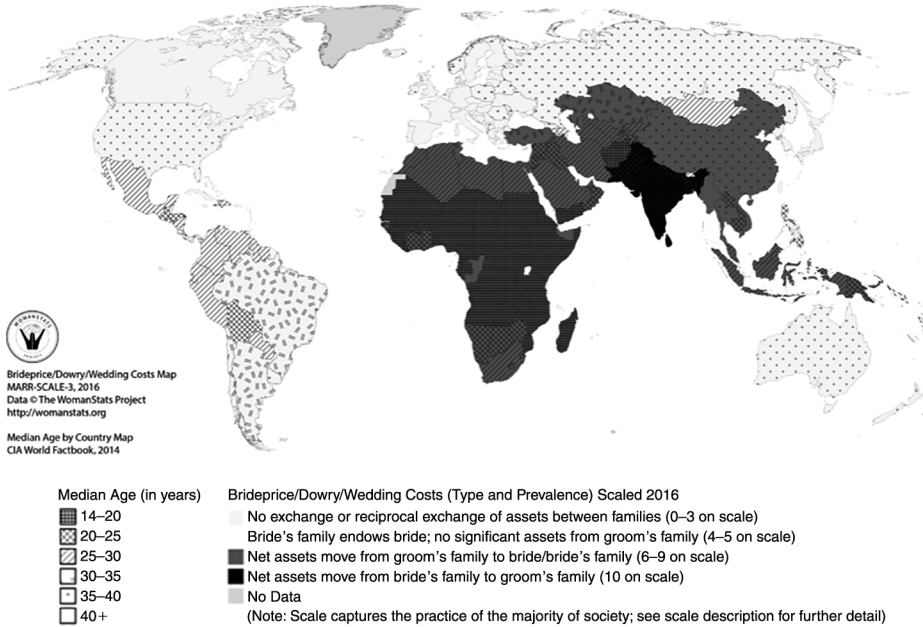 WOMANSTATS
PROJECT
Brideprice/Dowry/Wedding Costs Map
MARR-SCALE-3, 2016
Data © The WomanStats Project
http://womanstats.org
Median Age by Country Map
CIA World Factbook, 2014
Median Age (in years)
14–20
20–25
25–30
30–35
35–40
40+
Brideprice/Dowry/Wedding Costs (Type and Prevalence) Scaled 2016
No exchange or reciprocal exchange of assets between families (0–3 on scale)
Bride's family endows bride; no significant assets from groom's family (4–5 on scale)
Net assets move from groom's family to bride/bride's family (6–9 on scale)
Net assets move from bride's family to groom's family (10 on scale)
No Data
(Note: Scale captures the practice of the majority of society; see scale description for further detail)